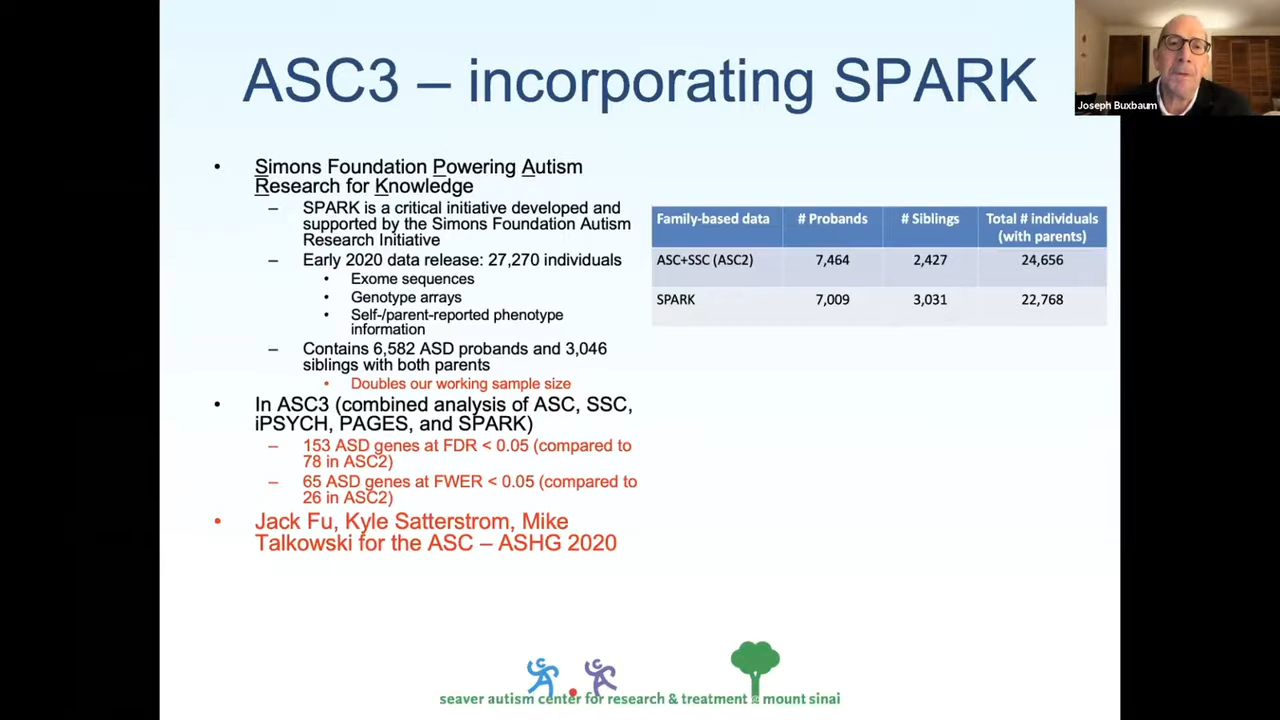 ASC3 – incorporating SPARK
Joseph Buxbaum
• Simons Foundation Powering Autism
Research for Knowledge
– SPARK is a critical initiative developed and
supported by the Simons Foundation Autism
Research Initiative
– Early 2020 data release: 27,270 individuals
• Exome sequences
• Genotype arrays
• Self-/parent-reported phenotype
information
– Contains 6,582 ASD probands and 3,046
siblings with both parents
• Doubles our working sample size
• In ASC3 (combined analysis of ASC, SSC,
iPSYCH, PAGES, and SPARK)
– 153 ASD genes at FDR < 0.05 (compared to
78 in ASC2)
– 65 ASD genes at FWER < 0.05 (compared to
26 in ASC2)
• Jack Fu, Kyle Satterstrom, Mike
Talkowski for the ASC – ASHG 2020
Family-based data # Probands # Siblings Total # individuals
(with parents)
ASC+SSC (ASC2) 7,464 2,427 24,656
SPARK 7,009 3,031 22,768
seaver autism center for research & treatment at mount sinai